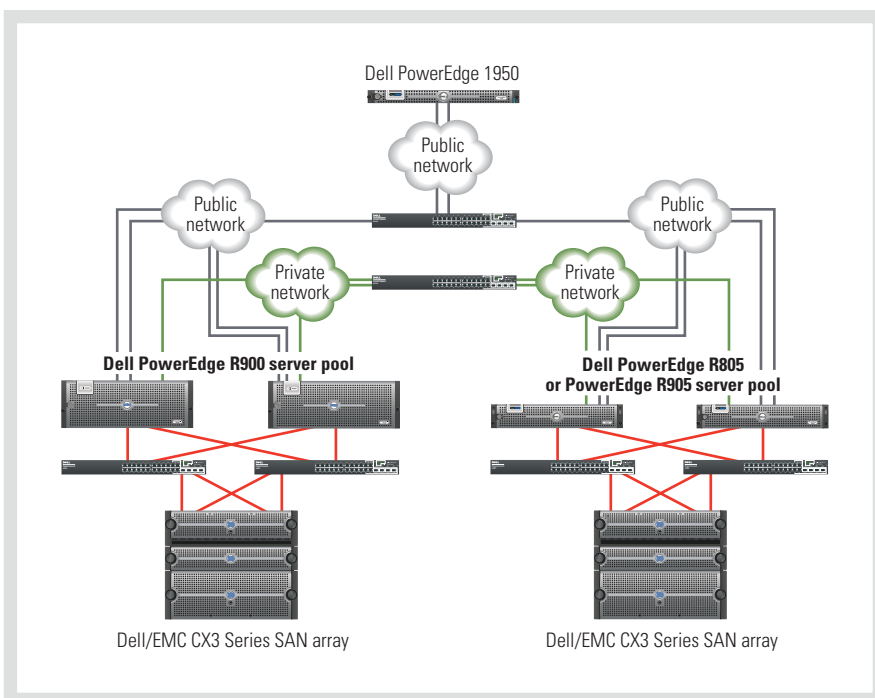 Dell PowerEdge 1950
Public
network
Public
network
Public
network
Private
network
Private
network
Dell PowerEdge R900 server pool
Dell PowerEdge R805
or PowerEdge R905 server pool
Dell/EMC CX3 Series SAN array
Dell/EMC CX3 Series SAN array